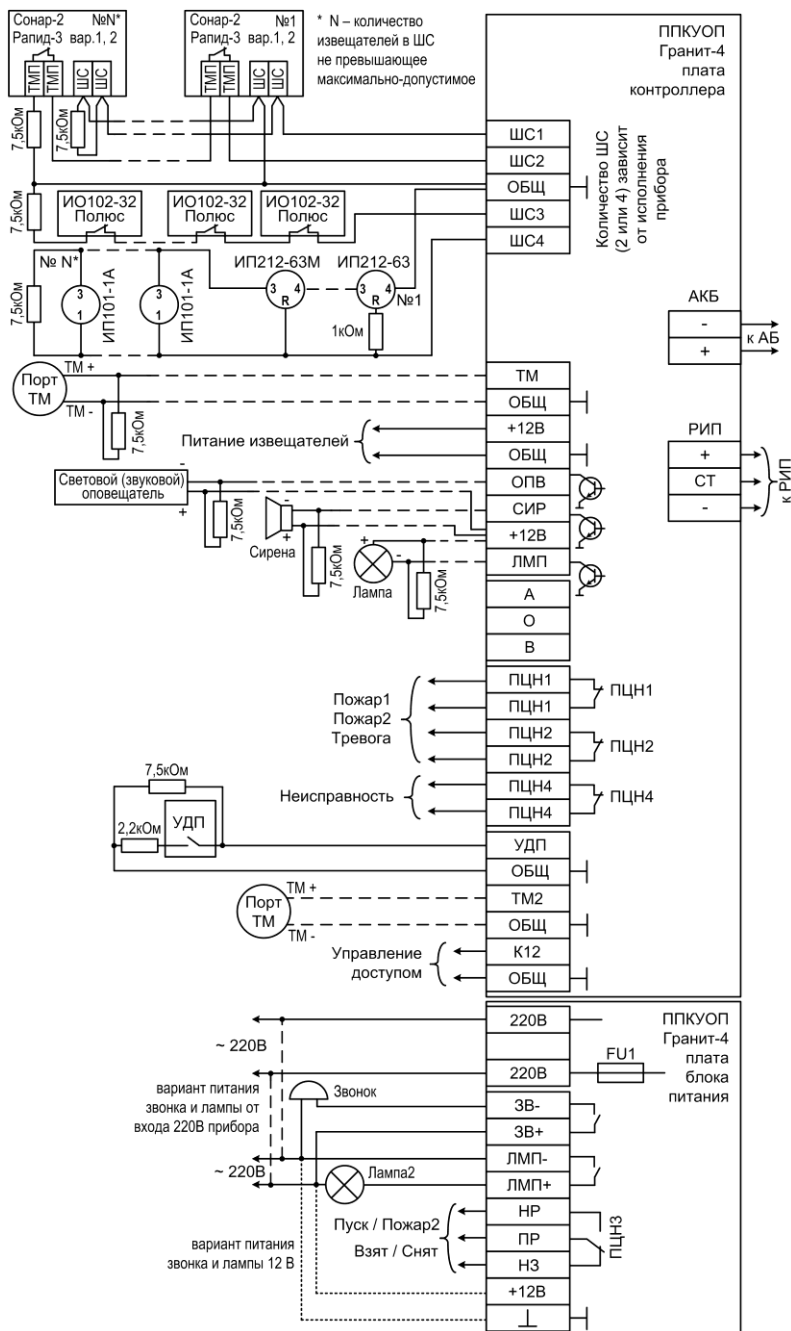 Сонар-2 №N*
Рапид-3 вар.1, 2
ТМП
ТМП
ШС
ШС
Сонар-2 №1
Рапид-3 вар.1, 2
ТМП
ТМП
ШС
ШС
* N – количество
извещателей в ШС
не превышающее
максимально-допустимое
ППКУОП
Гранит-4
плата
контроллера
7,5кОм
7,5кОм
ШС1
ШС2
ОБЩ
ШС3
ШС4
Количество ШС
(2 или 4) зависит
от исполнения
прибора
7,5кОм
ИО102-32
Полюс
ИО102-32
Полюс
ИО102-32
Полюс
№ N*
ИП212-63М
ИП212-63
7,5кОм
3
1
ИП101-1А
3
1
ИП101-1А
3 4
R
3 4
R
№1
1кОм
АКБ
-
+
к АБ
Порт
ТМ
ТМ +
ТМ -
7,5кОм
ТМ
ОБЩ
+12В
ОБЩ
Питание извещателей
РИП
+
СТ
-
к РИП
Световой (звуковой)
оповещатель
-
+
7,5кОм
-
+
Сирена
7,5кОм
+
-
Лампа
7,5кОм
ОПВ
СИР
+12В
ЛМП
А
О
В
Пожар1
Пожар2
Тревога
ПЦН1
ПЦН1
ПЦН1
ПЦН2
ПЦН2
ПЦН2
Неисправность
ПЦН4
ПЦН4
ПЦН4
7,5кОм
2,2кОм
УДП
УДП
ОБЩ
Порт
ТМ
ТМ +
ТМ -
ТМ2
ОБЩ
Управление
доступом
К12
ОБЩ
~ 220В
220В
220В
FU1
ППКУОП
Гранит-4
плата
блока
питания
вариант питания
звонка и лампы от
входа 220В прибора
Звонок
ЗВ-
ЗВ+
~ 220В
Лампа2
ЛМП-
ЛМП+
Пуск / Пожар2
Взят / Снят
НР
ПР
НЗ
ПЦН3
вариант питания
звонка и лампы 12 В
+12В